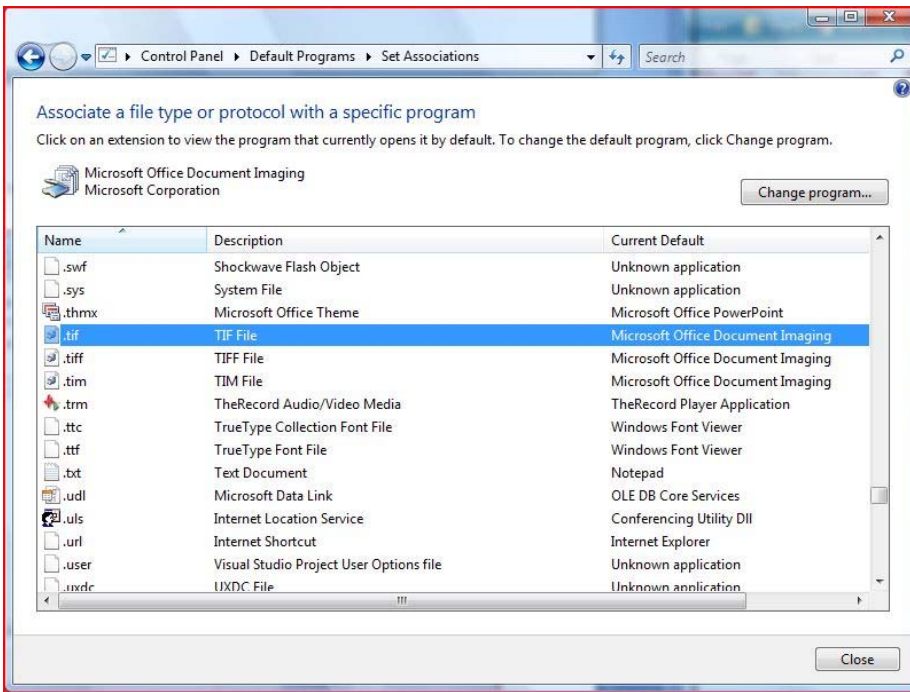 Control Panel ▸ Default Programs ▸ Set Associations
Search
Associate a file type or protocol with a specific program
Click on an extension to view the program that currently opens it by default. To change the default program, click Change program.
Microsoft Office Document Imaging
Microsoft Corporation
Change program...
Name Description Current Default
.swf Shockwave Flash Object Unknown application
.sys System File Unknown application
.thmx Microsoft Office Theme Microsoft Office PowerPoint
.tif TIF File Microsoft Office Document Imaging
.tiff TIFF File Microsoft Office Document Imaging
.tim TIM File Microsoft Office Document Imaging
.trm TheRecord Audio/Video Media TheRecord Player Application
.ttc TrueType Collection Font File Windows Font Viewer
.ttf TrueType Font File Windows Font Viewer
.txt Text Document Notepad
.udl Microsoft Data Link OLE DB Core Services
.uls Internet Location Service Conferencing Utility Dll
.url Internet Shortcut Internet Explorer
.user Visual Studio Project User Options file Unknown application
.uxdc UXDC File Unknown application
Close